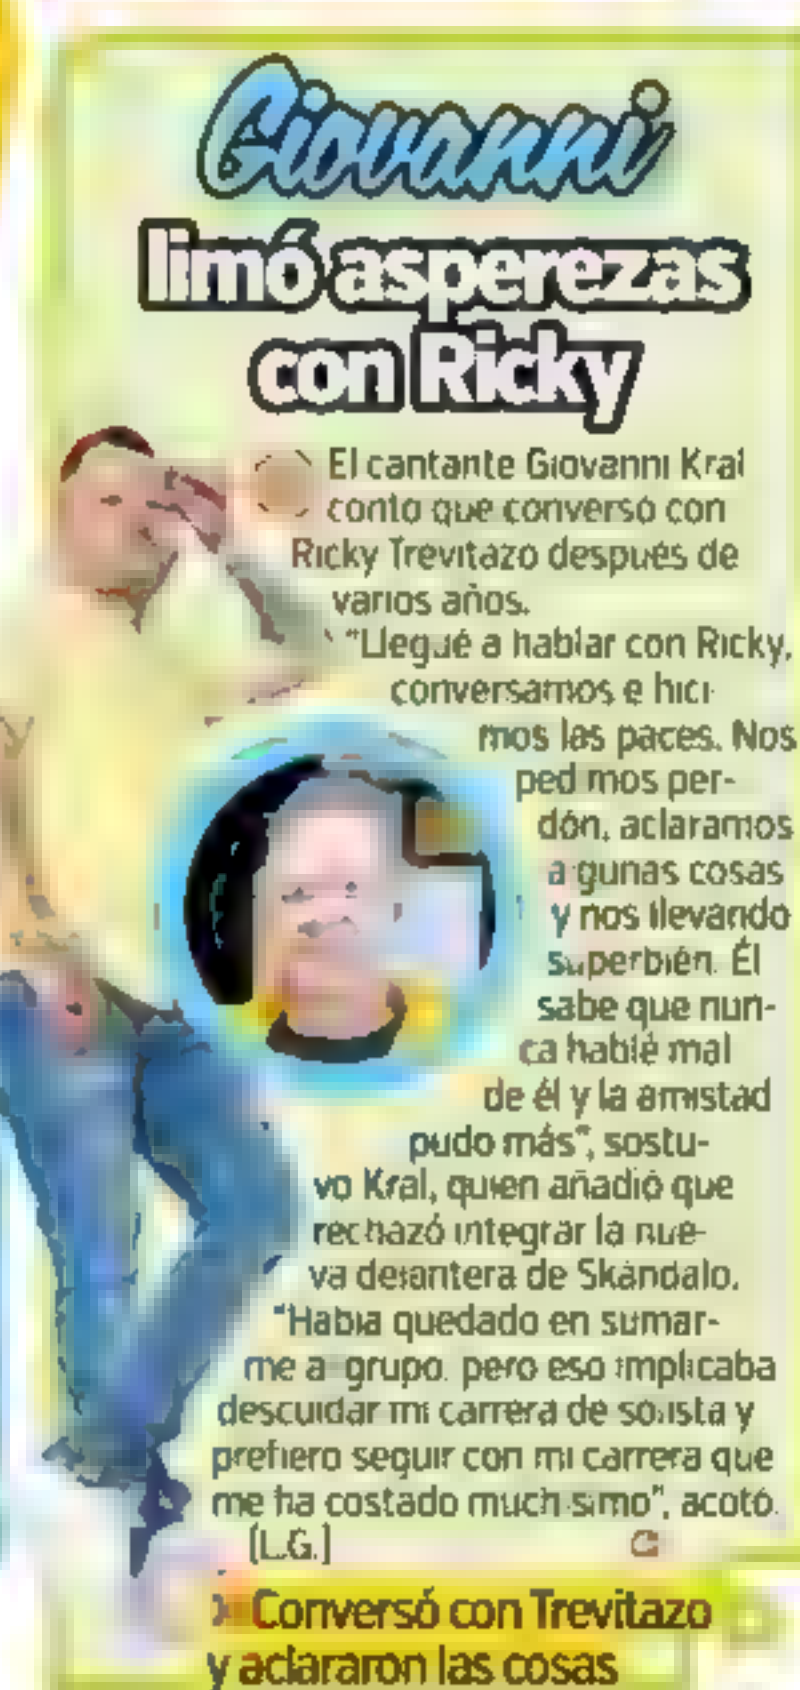 Giovanni
limó asperezas
con Ricky
El cantante Giovanni Kral
contó que conversó con
Ricky Trevitazo después de
varios años.
"Llegué a hablar con Ricky,
conversamos e hici-
mos las paces. Nos
pedimos per-
dón, aclaramos
algunas cosas
y nos llevando
superbién. Él
sabe que nun-
ca hablé mal
de él y la amistad
pudo más", sostu-
vo Kral, quien añadió que
rechazó integrar la nue-
va delantera de Skándalo.
"Había quedado en sumar-
me al grupo, pero eso implicaba
descuidar mi carrera de solista y
prefiero seguir con mi carrera que
me ha costado muchísimo", acotó.
(L.G.)
Conversó con Trevitazo
y aclararon las cosas